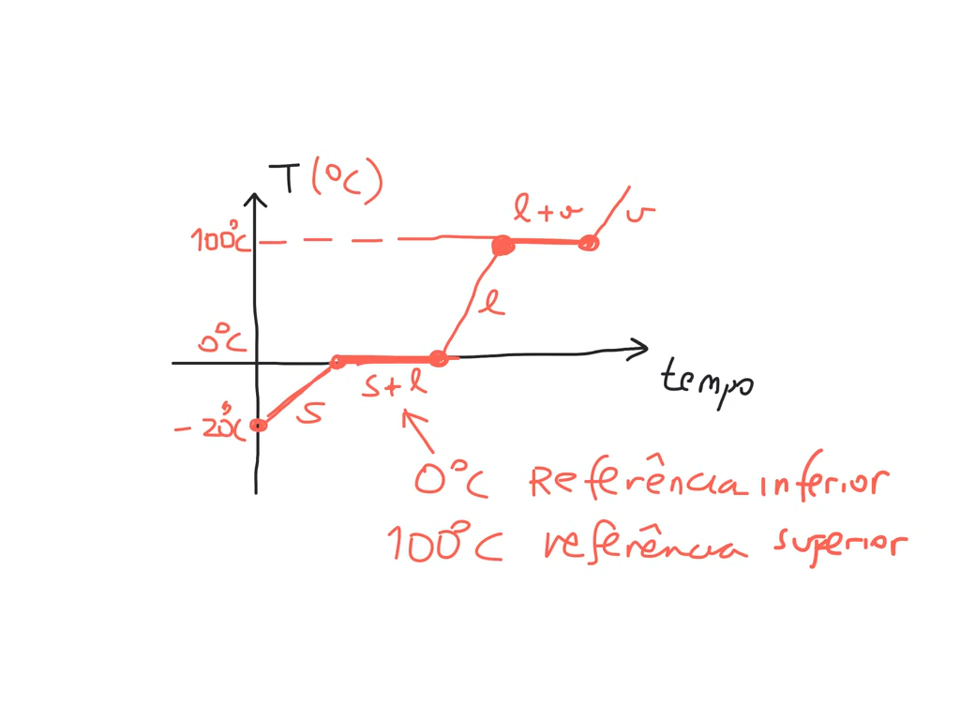 T(°C)
l+v
v
100°C
l
0°C
tempo
s+l
s
-20°C
0°C Referência inferior
100°C referência superior